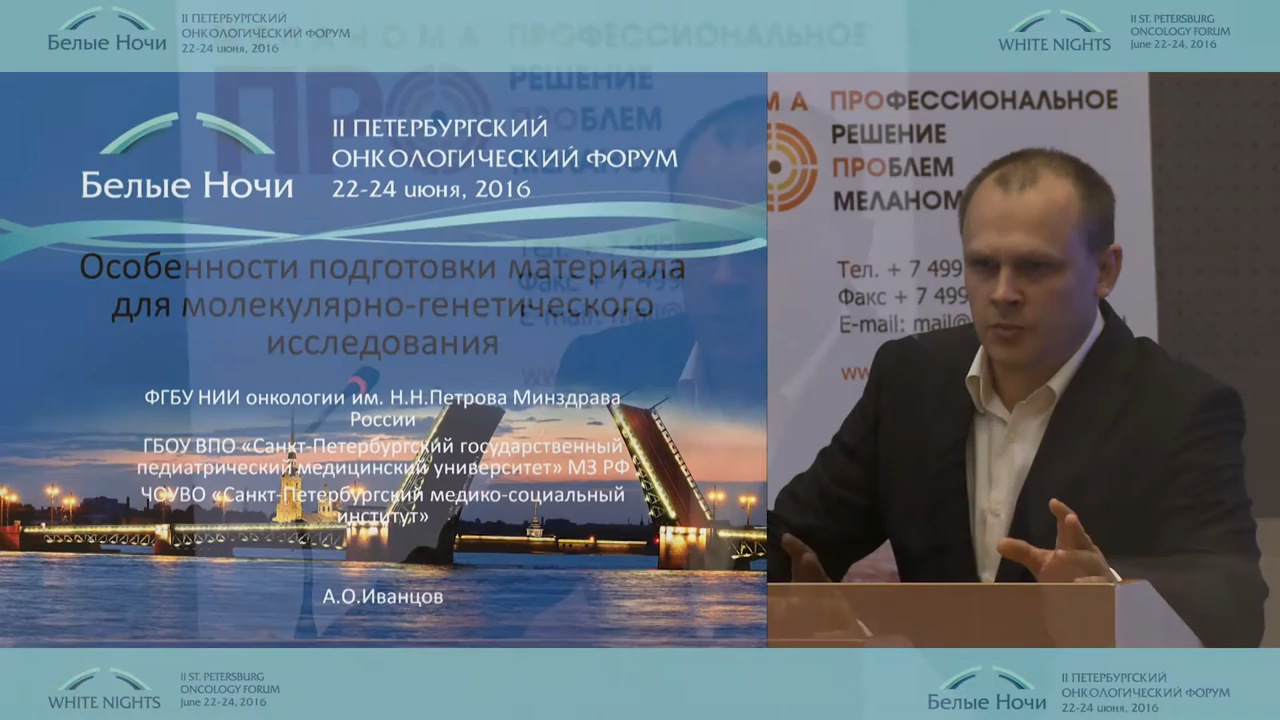 Белые Ночи
II ПЕТЕРБУРГСКИЙ
ОНКОЛОГИЧЕСКИЙ ФОРУМ
22-24 июня, 2016
WHITE NIGHTS
II ST. PETERSBURG
ONCOLOGY FORUM
June 22-24, 2016
ПРОФЕССИОНАЛЬНОЕ
РЕШЕНИЕ
Белые Ночи
II ПЕТЕРБУРГСКИЙ
ОНКОЛОГИЧЕСКИЙ ФОРУМ
22-24 июня, 2016
Особенности подготовки материала
для молекулярно-генетического
исследования
ФГБУ НИИ онкологии им. Н.Н.Петрова Минздрава
России
ГБОУ ВПО «Санкт-Петербургский государственный
педиатрический медицинский университет» МЗ РФ
ЧОУВО «Санкт-Петербургский медико-социальный
институт»
А.О.Иванцов
М А ПРОФЕССИОНАЛЬНОЕ
РЕШЕНИЕ
ПРОБЛЕМ
МЕЛАНОМ
Тел. + 7 499
Факс + 7 499
E-mail: mail@
ww
WHITE NIGHTS
II ST. PETERSBURG
ONCOLOGY FORUM
June 22-24, 2016
Белые Ночи
II ПЕТЕРБУРГСКИЙ
ОНКОЛОГИЧЕСКИЙ ФОРУМ
22-24 июня, 2016